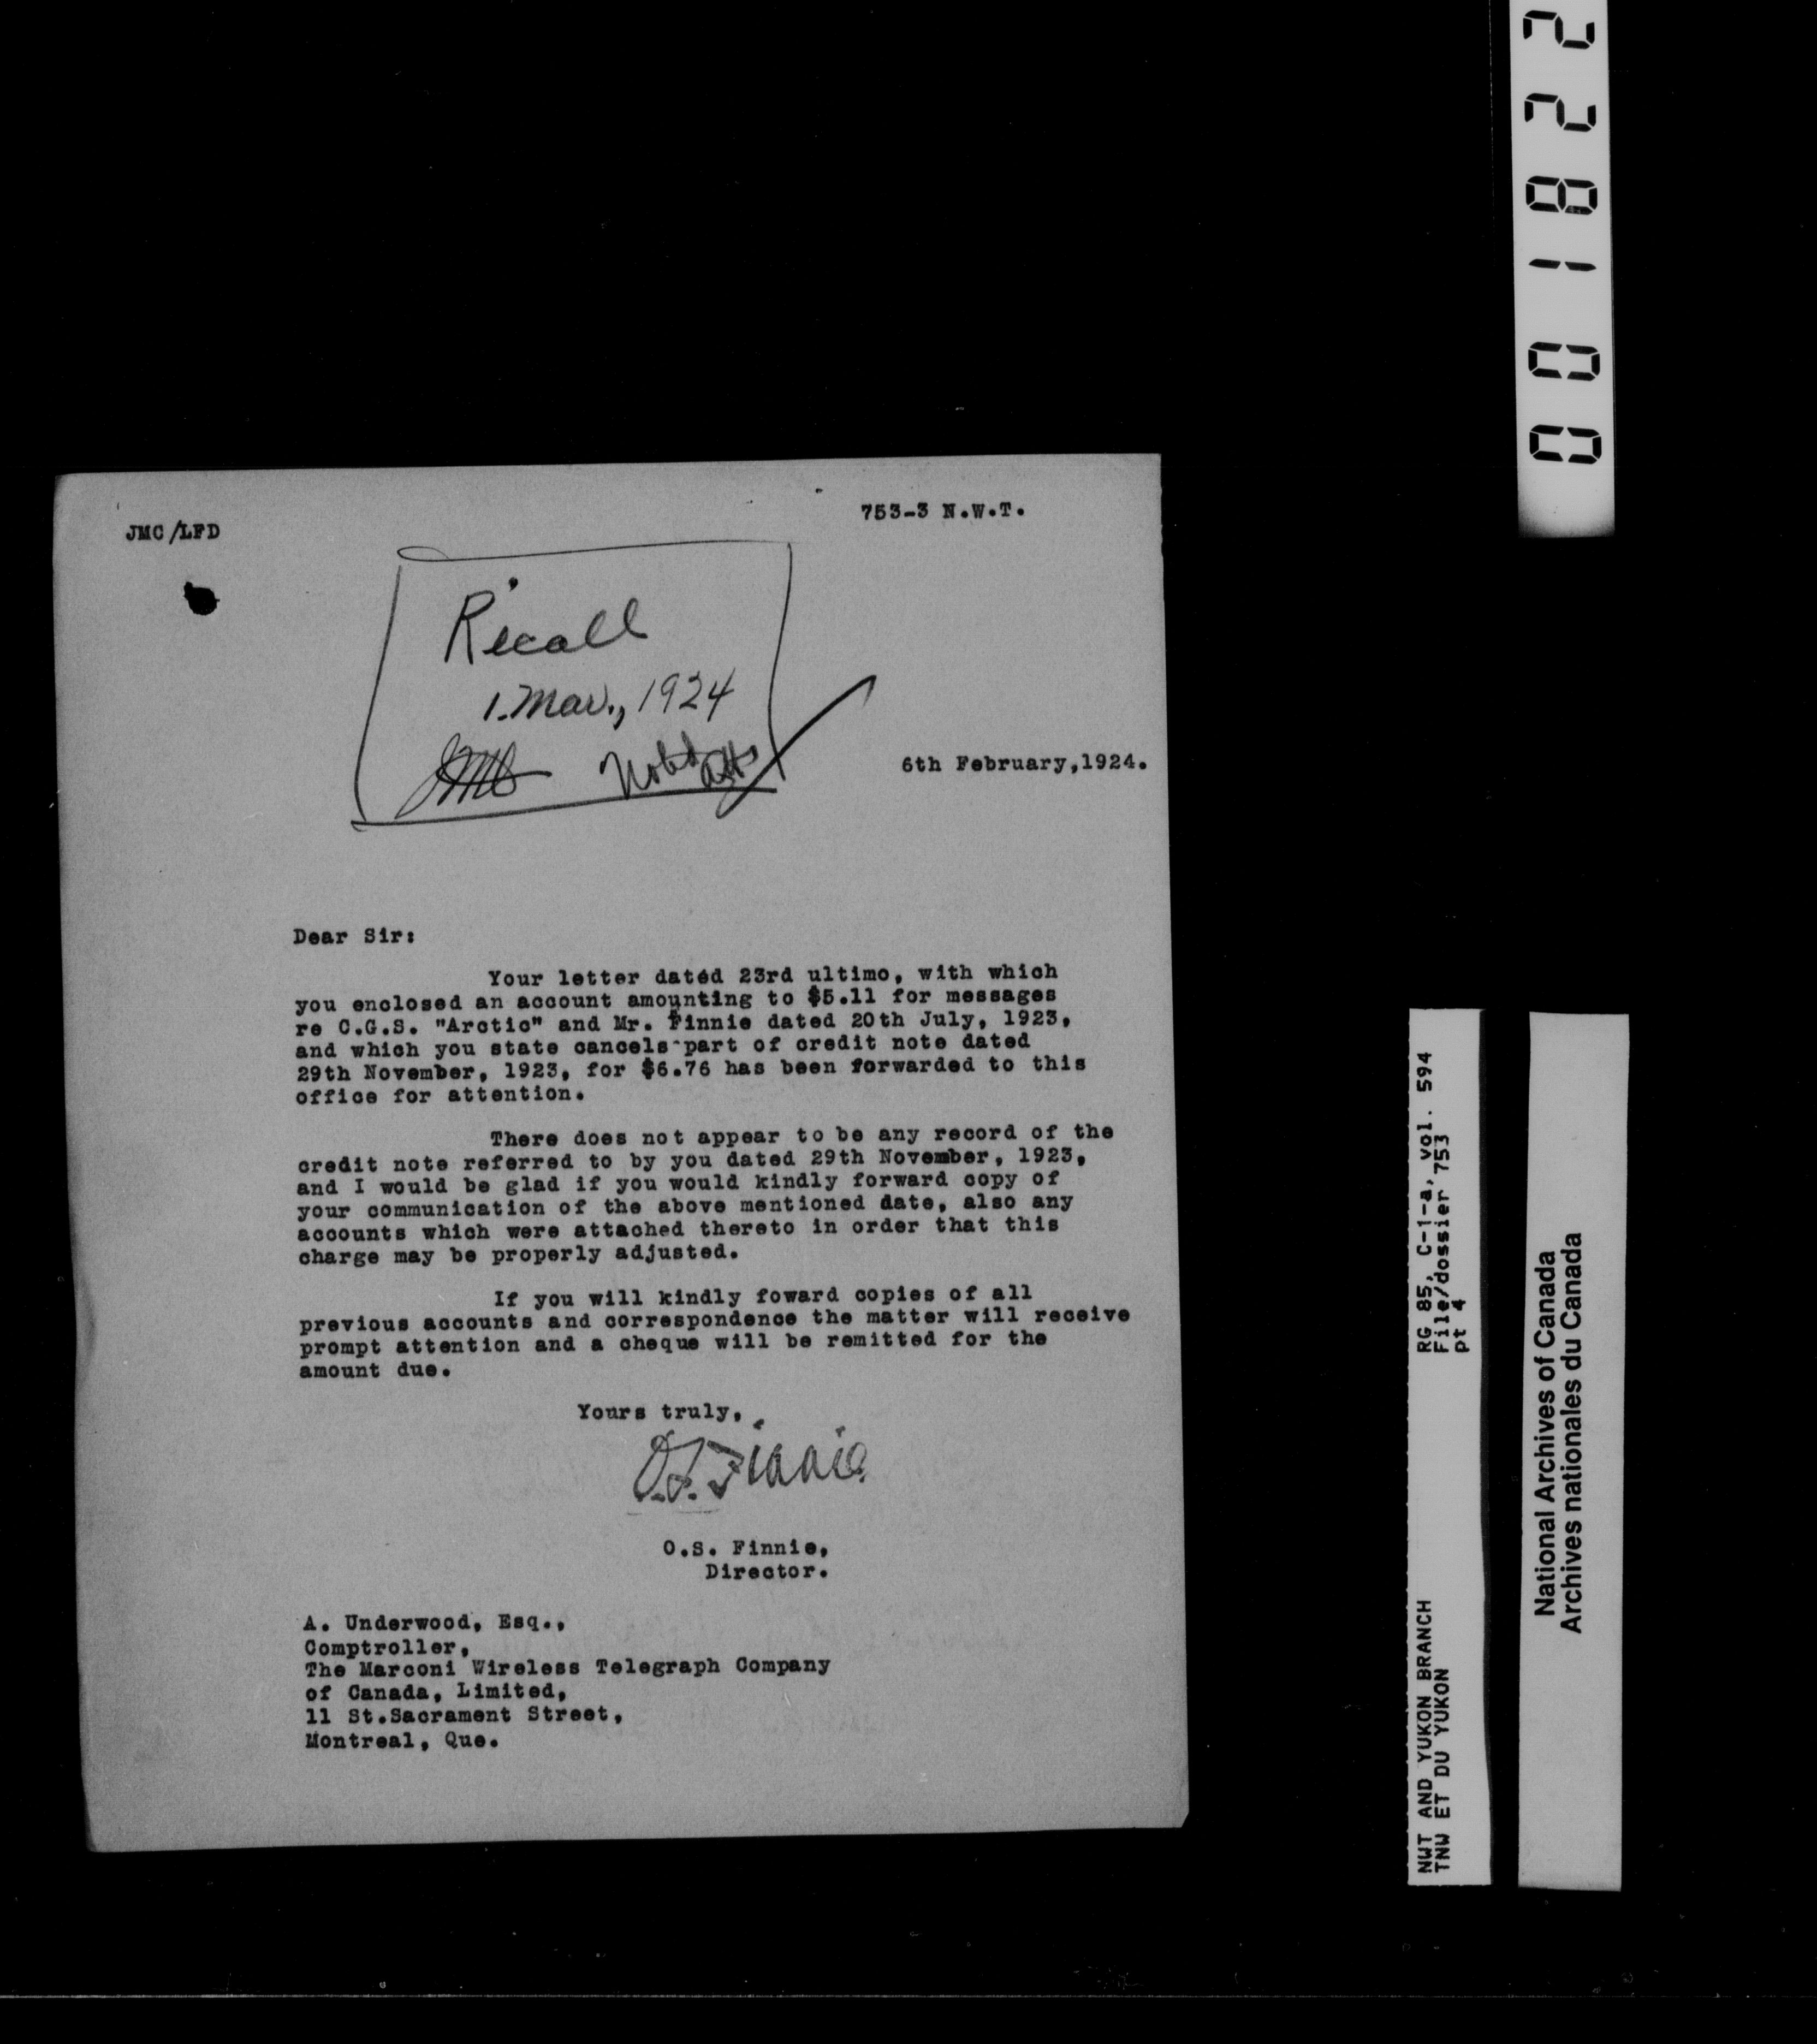 JMC/LFD
753-3 N.W.T.
Recall
1. Mar., 1924
Noted
6th February,1924.
Dear Sir:
Your letter dated 23rd ultimo, with which
you enclosed an account amounting to $5.11 for messages
re C.G.S. "Arctic" and Mr. Finnie dated 20th July, 1923,
and which you state cancels part of credit note dated
29th November, 1923, for $6.76 has been forwarded to this
office for attention.
There does not appear to be any record of the
credit note referred to by you dated 29th November, 1923,
and I would be glad if you would kindly forward copy of
your communication of the above mentioned date, also any
accounts which were attached thereto in order that this
charge may be properly adjusted.
If you will kindly foward copies of all
previous accounts and correspondence the matter will receive
prompt attention and a cheque will be remitted for the
amount due.
Yours truly,
O.S. Finnie
O.S. Finnie,
Director.
A. Underwood, Esq.,
Comptroller,
The Marconi Wireless Telegraph Company
of Canada, Limited,
11 St.Sacrament Street,
Montreal, Que.
001822
RG 85, C-1-a, vol. 594
File/dossier 753
pt 4
NWT AND YUKON BRANCH
TNW ET DU YUKON
National Archives of Canada
Archives nationales du Canada